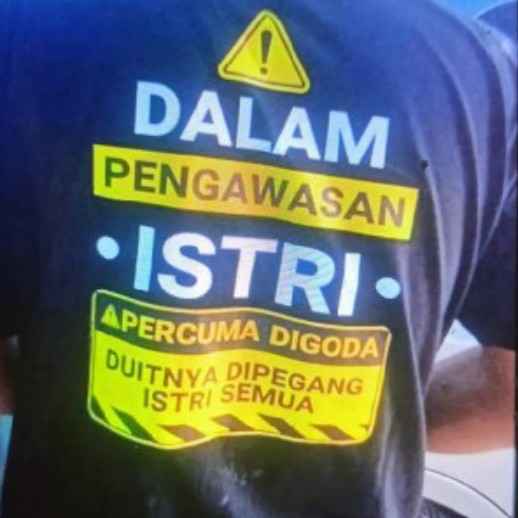 DALAM
PENGAWASAN
• ISTRI •
PERCUMA DIGODA
DUITNYA DIPEGANG
ISTRI SEMUA